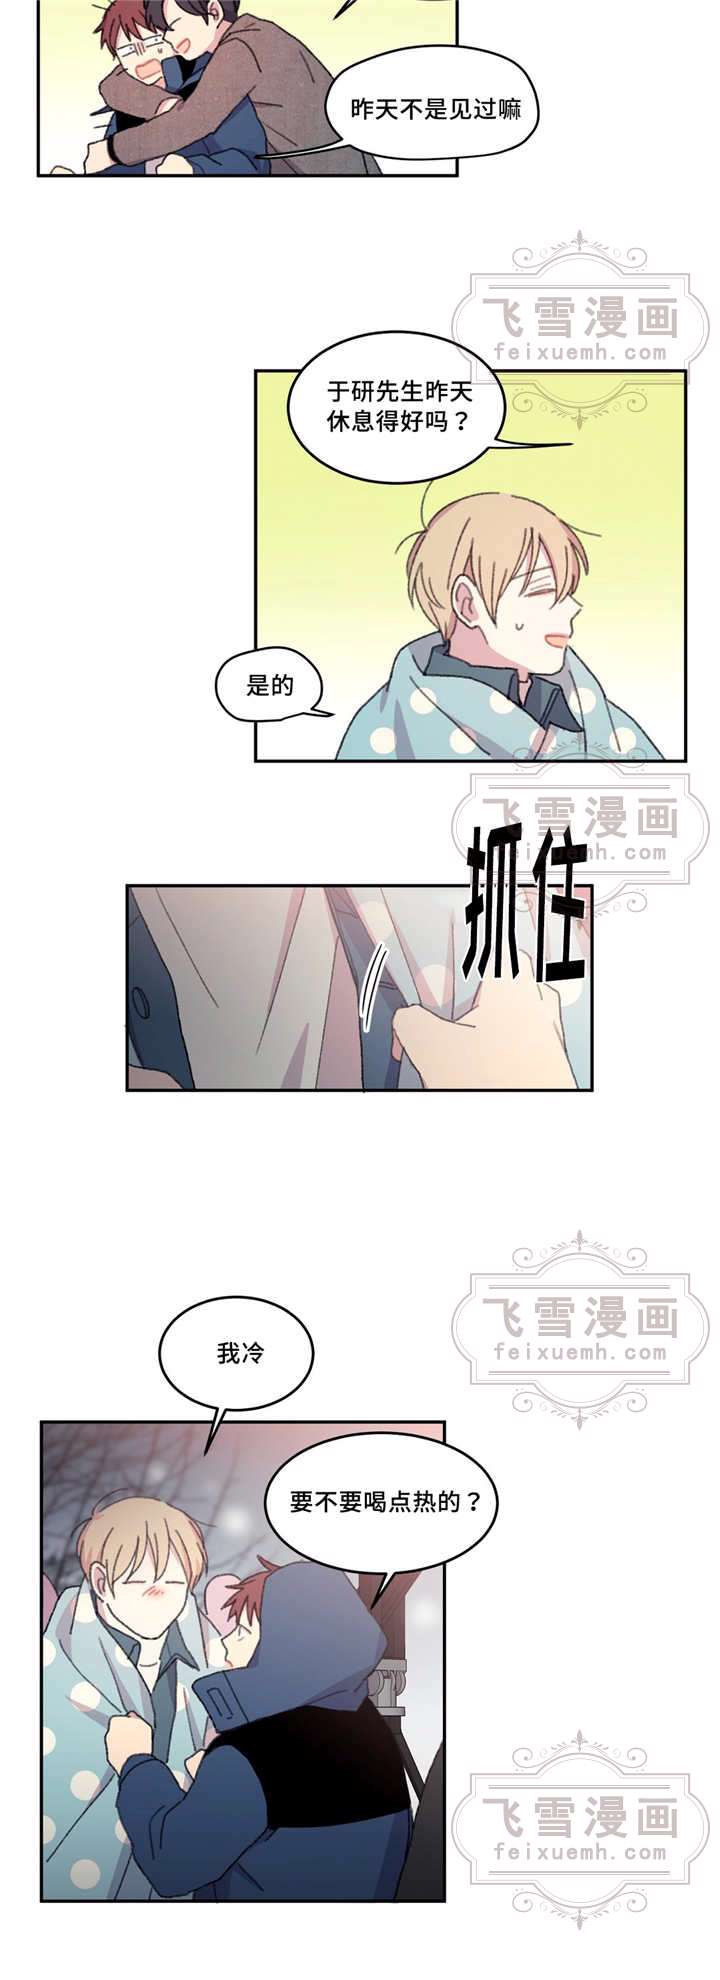 昨天不是见过嘛
飞雪漫画
feixuemh.com
于研先生昨天
休息得好吗？
是的
飞雪漫画
feixuemh.com
抓住
飞雪漫画
feixuemh.com
我冷
要不要喝点热的？
飞雪漫画
feixuemh.com